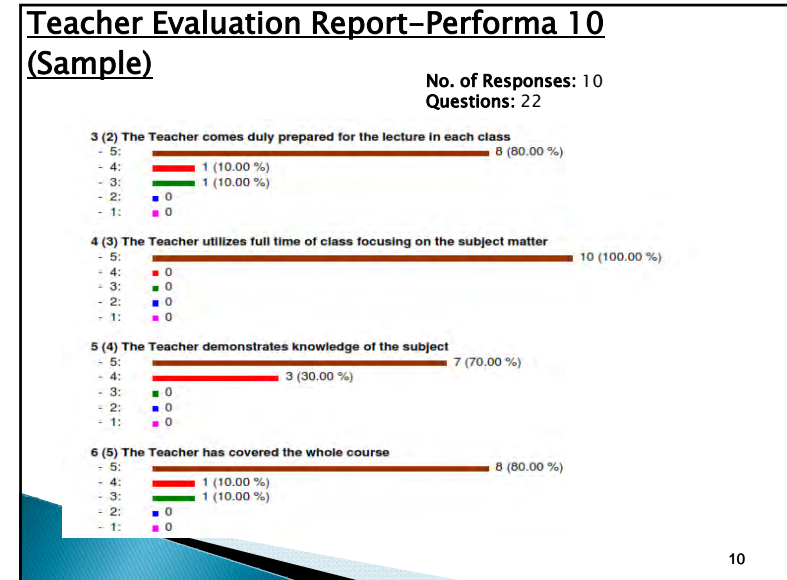 Teacher Evaluation Report-Performa 10
(Sample)
No. of Responses: 10
Questions: 22
3 (2) The Teacher comes duly prepared for the lecture in each class
- 5: 8 (80.00 %)
- 4: 1 (10.00 %)
- 3: 1 (10.00 %)
- 2: 0
- 1: 0
4 (3) The Teacher utilizes full time of class focusing on the subject matter
- 5: 10 (100.00 %)
- 4: 0
- 3: 0
- 2: 0
- 1: 0
5 (4) The Teacher demonstrates knowledge of the subject
- 5: 7 (70.00 %)
- 4: 3 (30.00 %)
- 3: 0
- 2: 0
- 1: 0
6 (5) The Teacher has covered the whole course
- 5: 8 (80.00 %)
- 4: 1 (10.00 %)
- 3: 1 (10.00 %)
- 2: 0
- 1: 0
10